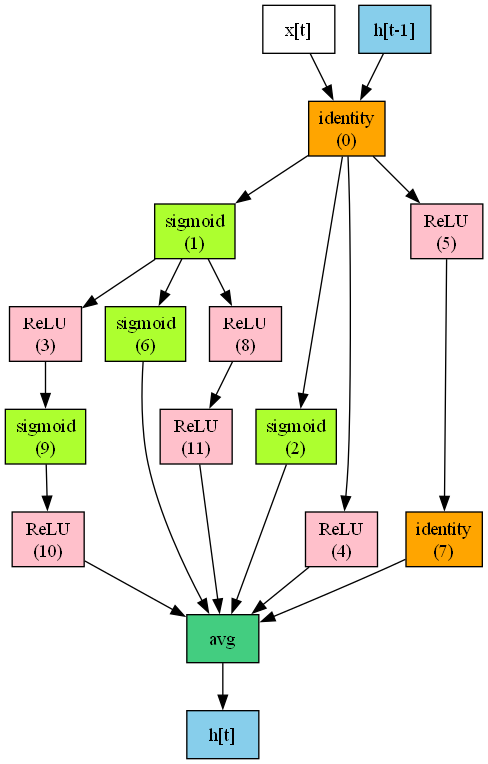 x[t]
h[t-1]
identity
(0)
sigmoid
(1)
ReLU
(5)
ReLU
(3)
sigmoid
(6)
ReLU
(8)
sigmoid
(9)
ReLU
(11)
sigmoid
(2)
ReLU
(10)
ReLU
(4)
identity
(7)
avg
h[t]